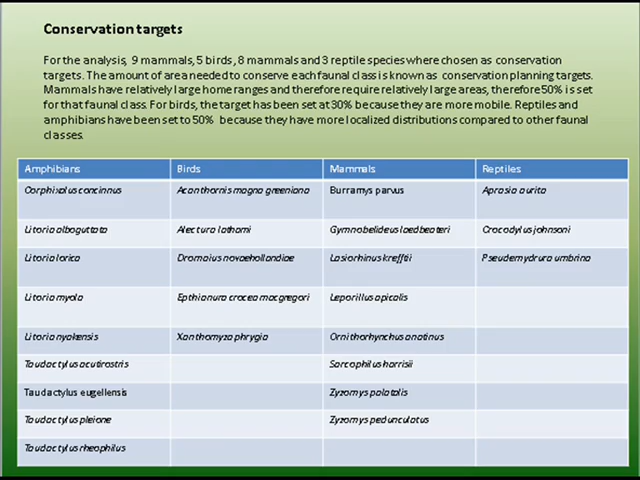 Conservation targets
For the analysis, 9 mammals, 5 birds, 8 mammals and 3 reptile species where chosen as conservation
targets. The amount of area needed to conserve each faunal class is known as conservation planning targets.
Mammals have relatively large home ranges and therefore require relatively large areas, therefore 50% is set
for that faunal class. For birds, the target has been set at 30% because they are more mobile. Reptiles and
amphibians have been set to 50% because they have more localized distributions compared to other faunal
classes.
Amphibians Birds Mammals Reptiles
Corphixalus concinnus Acanthornis magna greeniana Burramys parvus Aprasia aurita
Litoria alboguttata Alectura lathami Gymnobelideus laedbeateri Crocodylus johnsoni
Litoria lorica Dromaius novaehollandiae Lasiorhinus krefftii Pseudemydrura umbrina
Litoria myola Epthianura crocea macgregori Leporillus apicalis
Litoria nyakensis Xanthomyza phrygia Ornithorhynchus anatinus
Taudactylus acutirostris Sarcophilus harrisii
Taudactylus eugellensis Zyzomys palatalis
Taudactylus pleione Zyzomys pedunculatus
Taudactylus rheophilus